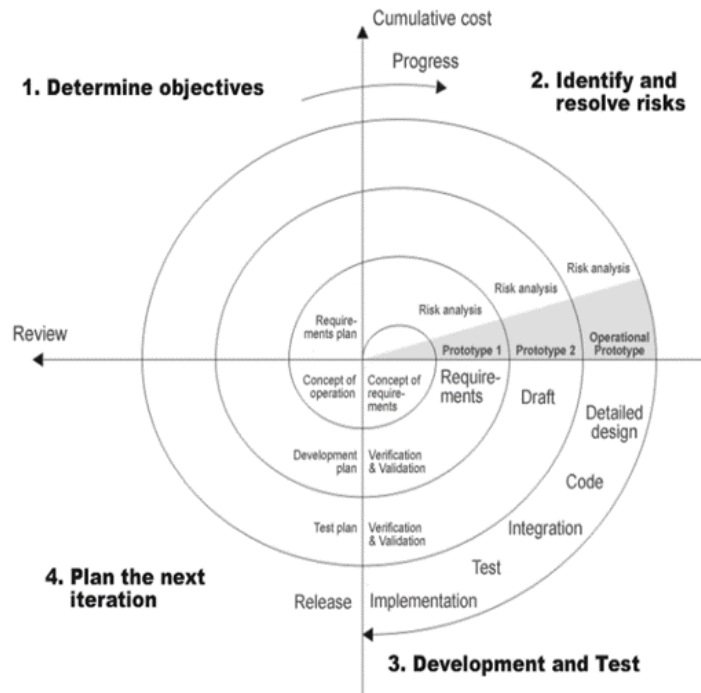 Cumulative cost
Progress
1. Determine objectives
2. Identify and
resolve risks
Risk analysis
Risk analysis
Risk analysis
Require-
ments plan
Review
Prototype 1
Prototype 2
Operational
Prototype
Concept of
operation
Concept of
require-
ments
Require-
ments
Draft
Detailed
design
Code
Development
plan
Verification
& Validation
Integration
Test plan
Verification
& Validation
Test
4. Plan the next
iteration
Release
Implementation
3. Development and Test